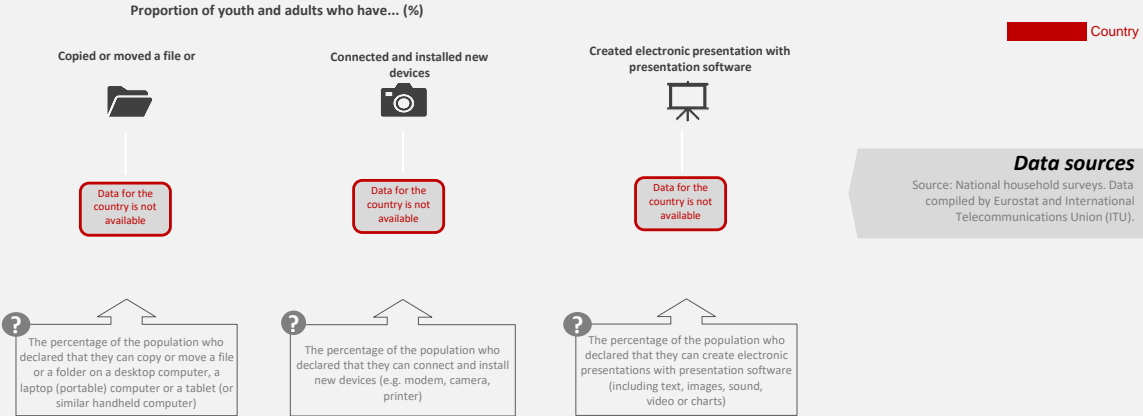 Proportion of youth and adults who have... (%)
Country
Copied or moved a file or
Connected and installed new
devices
Created electronic presentation with
presentation software
Data for the
country is not
available
Data for the
country is not
available
Data for the
country is not
available
Data sources
Source: National household surveys. Data
compiled by Eurostat and International
Telecommunications Union (ITU).
?
The percentage of the population who
declared that they can copy or move a file
or a folder on a desktop computer, a
laptop (portable) computer or a tablet (or
similar handheld computer)
?
The percentage of the population who
declared that they can connect and install
new devices (e.g. modem, camera,
printer)
?
The percentage of the population who
declared that they can create electronic
presentations with presentation software
(including text, images, sound,
video or charts)